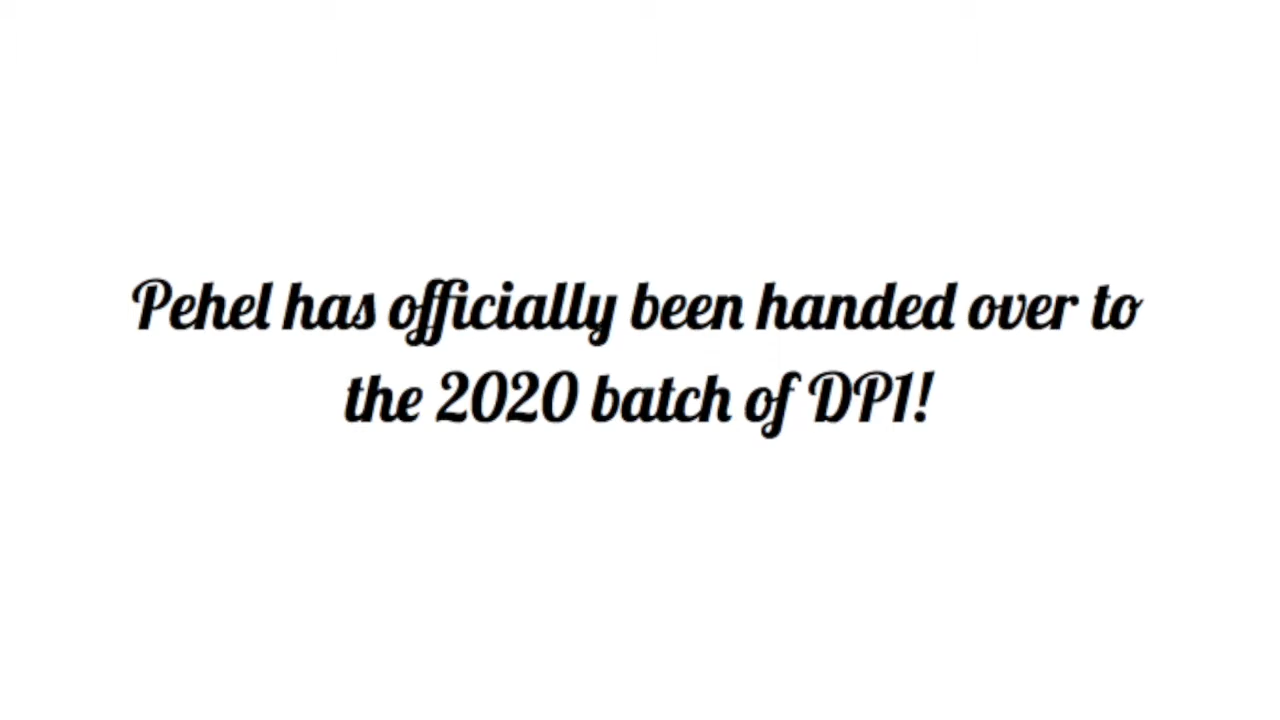 Pehel has officially been handed over to
the 2020 batch of DP1!